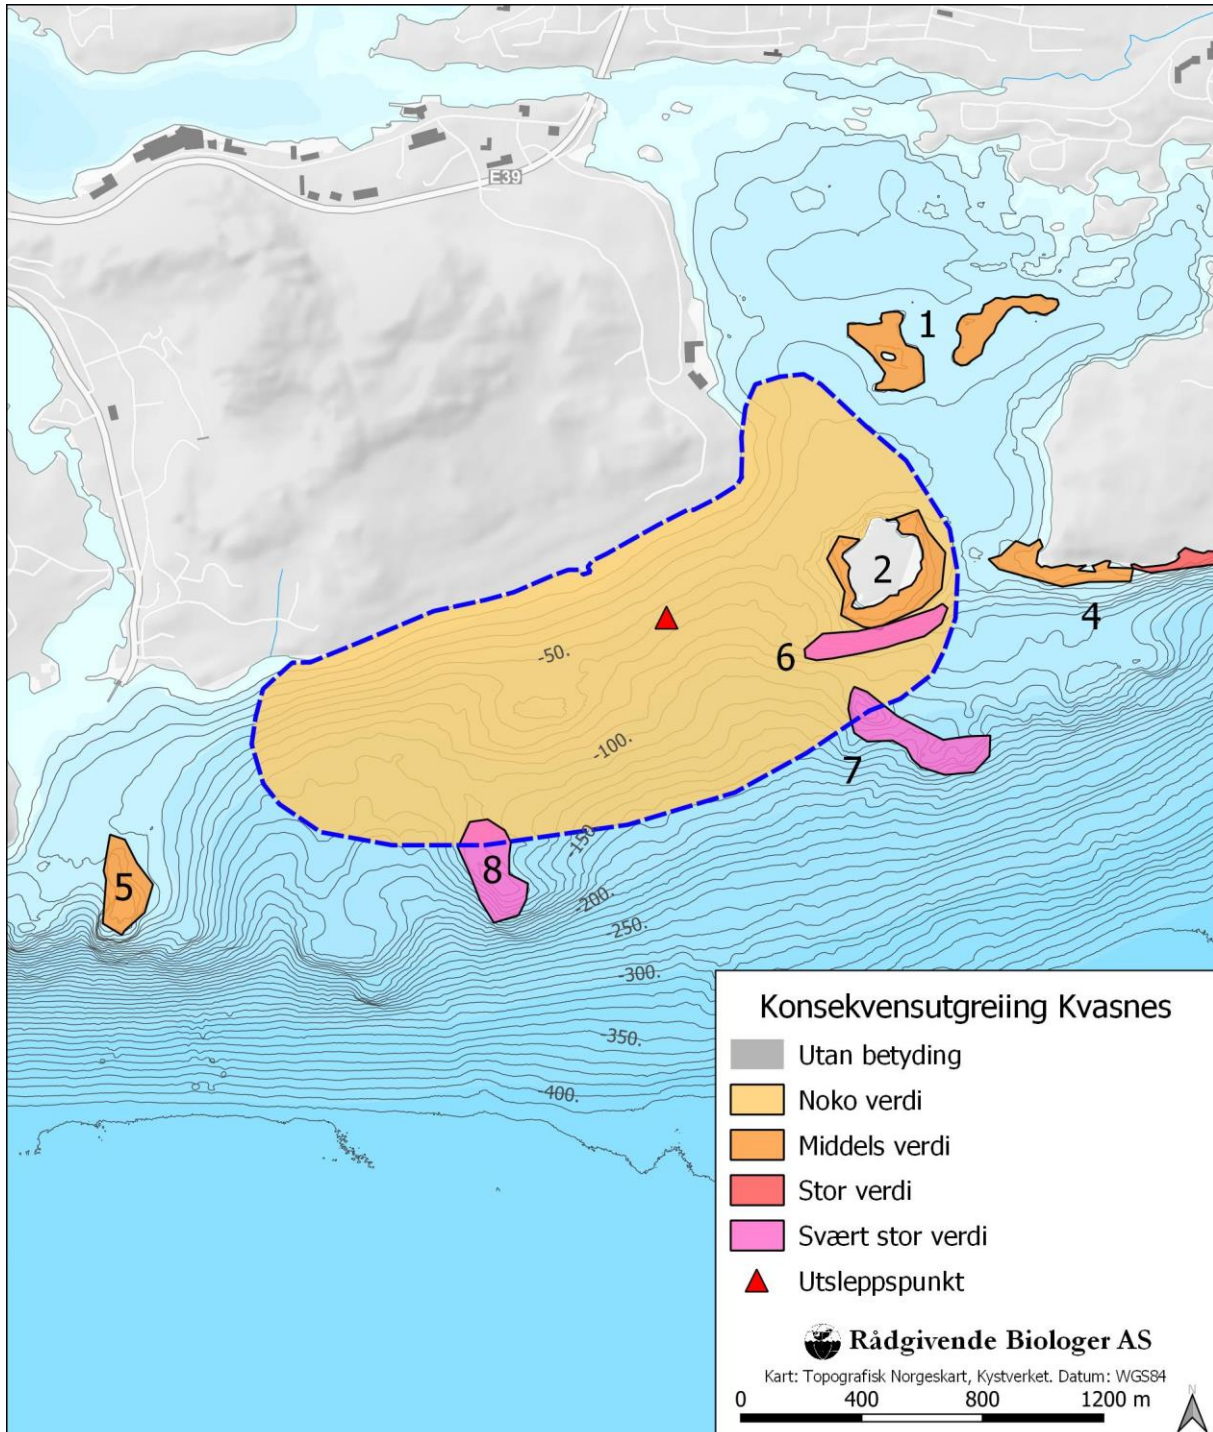 E39
1
2
4
-50.
6
-100.
7
-150.
8
5
-200.
-250.
-300.
-350.
-400.
Konsekvensutgreiing Kvasnes
Utan betyding
Noko verdi
Middels verdi
Stor verdi
Svært stor verdi
Utsleppspunkt
Rådgivende Biologer AS
Kart: Topografisk Norgeskart, Kystverket. Datum: WGS84
0 400 800 1200 m
N